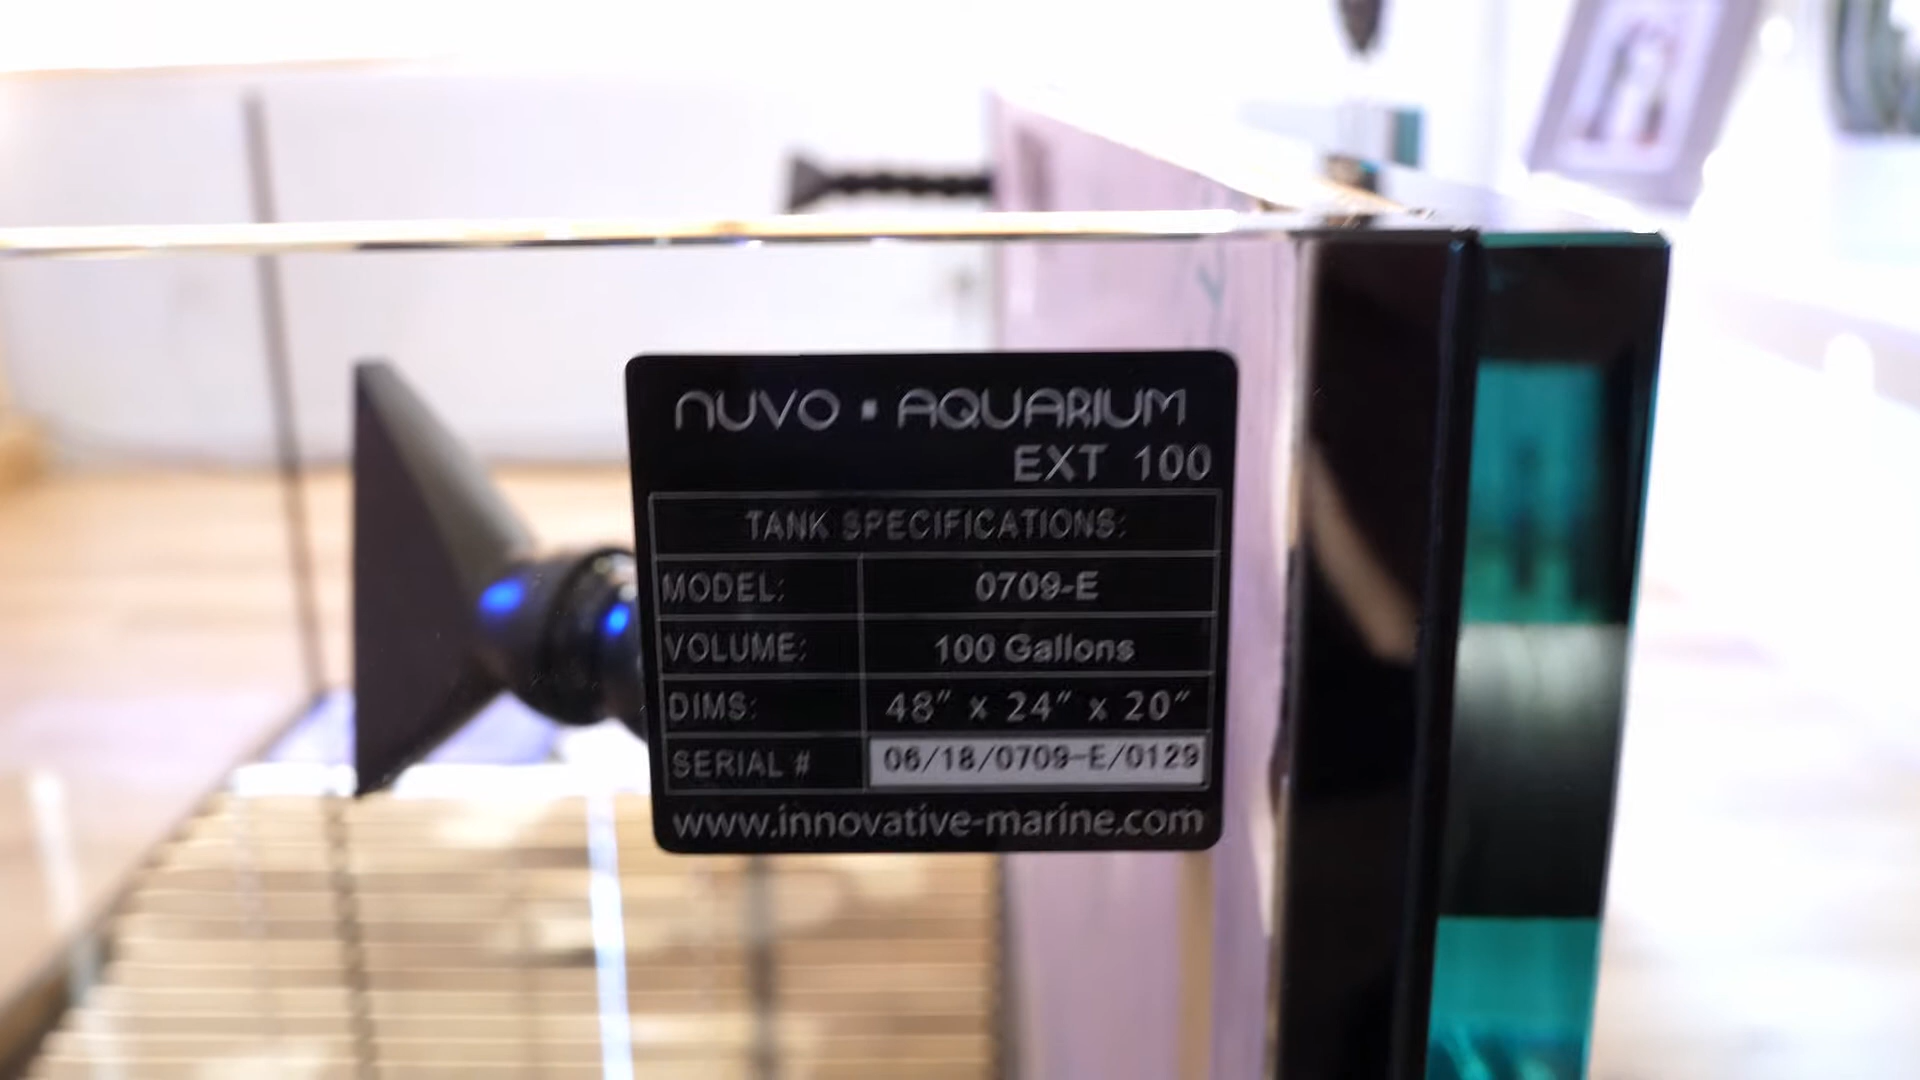 NUVO ▪ AQUARIUM
EXT 100
TANK SPECIFICATIONS:
MODEL: 0709-E
VOLUME: 100 Gallons
DIMS: 48" x 24" x 20"
SERIAL # 06/18/0709-E/0129
www.innovative-marine.com